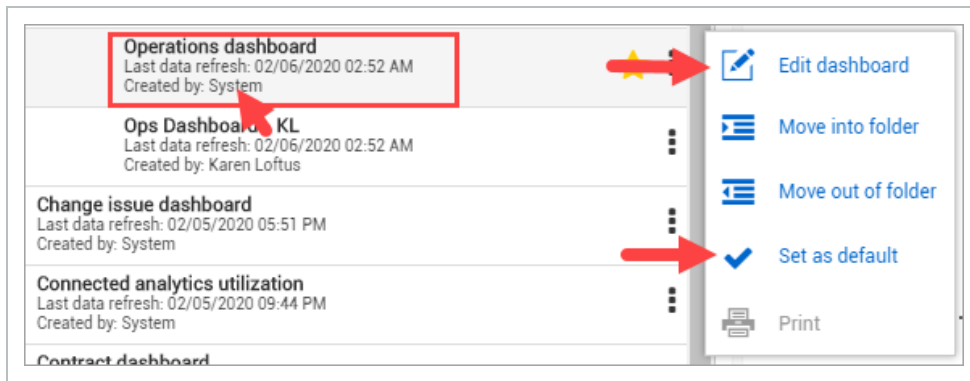 Operations dashboard
Last data refresh: 02/06/2020 02:52 AM
Created by: System
Ops Dashboard KL
Last data refresh: 02/06/2020 02:52 AM
Created by: Karen Loftus
Change issue dashboard
Last data refresh: 02/05/2020 05:51 PM
Created by: System
Connected analytics utilization
Last data refresh: 02/05/2020 09:44 PM
Created by: System
Contract dashboard
Edit dashboard
Move into folder
Move out of folder
Set as default
Print